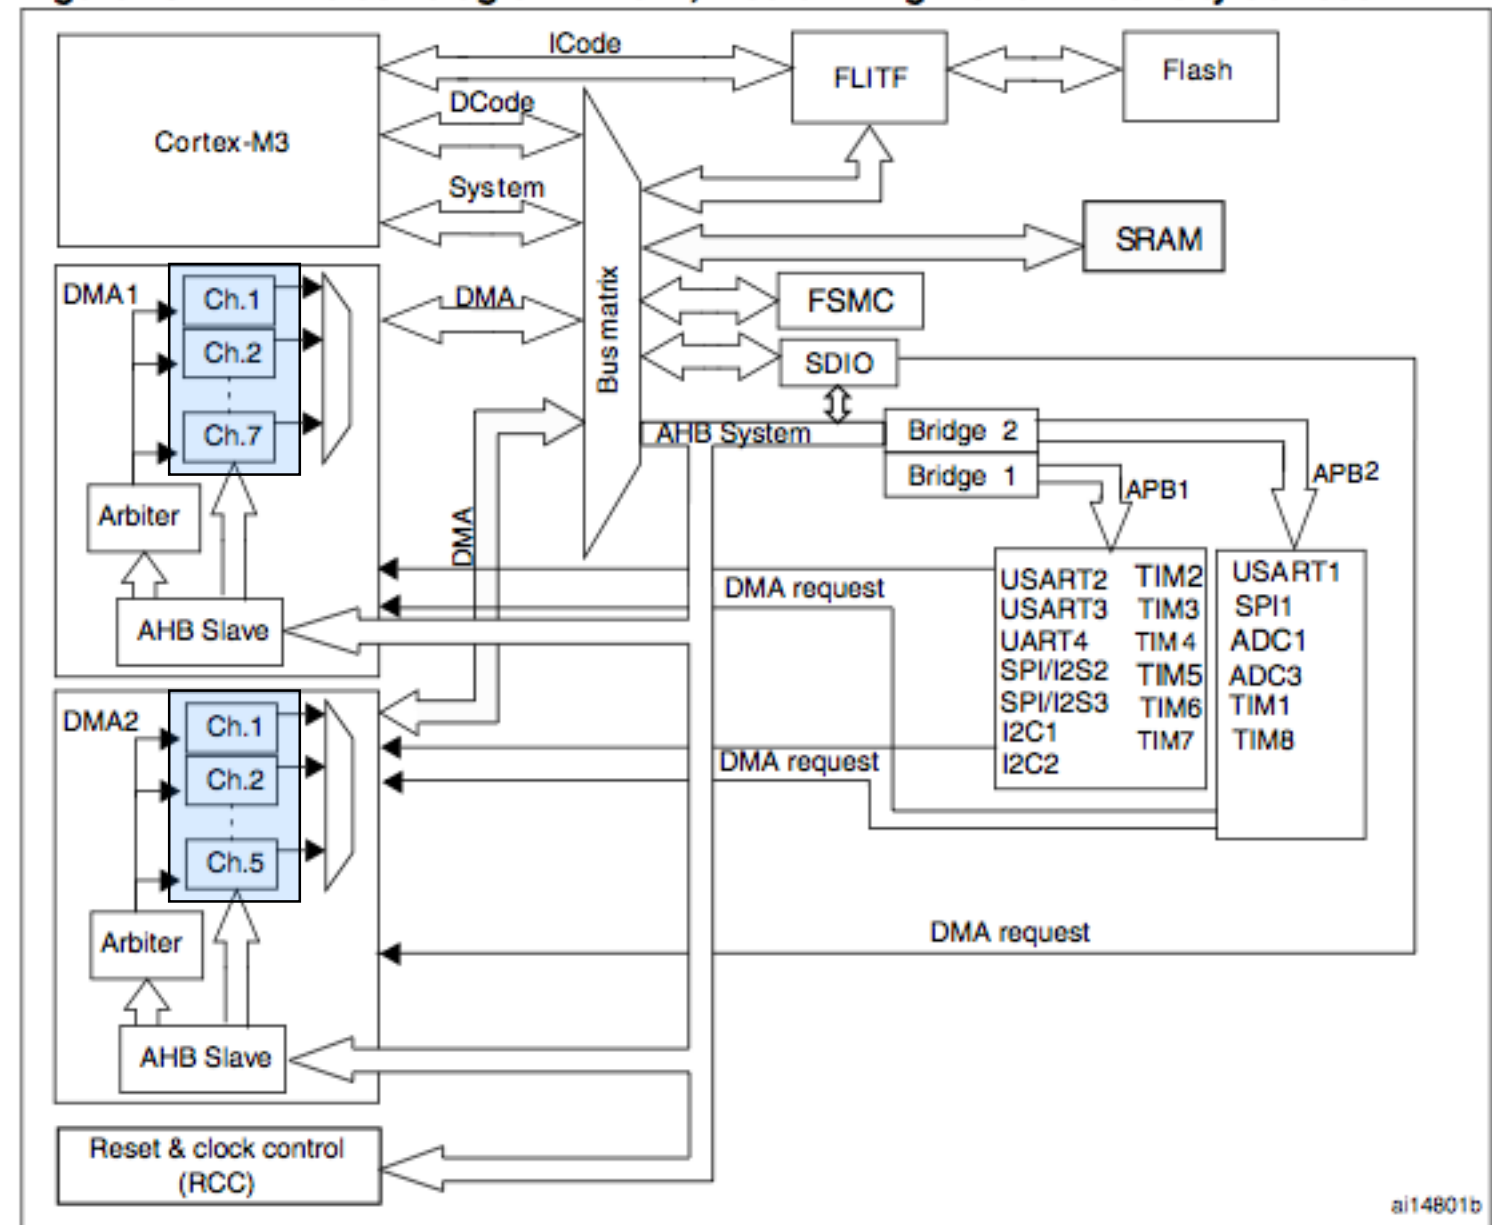 ICode
FLITF
Flash
Cortex-M3
DCode
System
SRAM
DMA1
Ch.1
Ch.2
Ch.7
Arbiter
AHB Slave
DMA
Bus matrix
FSMC
SDIO
AHB System
Bridge 2
Bridge 1
APB1
APB2
DMA
DMA request
USART2
USART3
UART4
SPI/I2S2
SPI/I2S3
I2C1
I2C2
TIM2
TIM3
TIM4
TIM5
TIM6
TIM7
USART1
SPI1
ADC1
ADC3
TIM1
TIM8
DMA2
Ch.1
Ch.2
Ch.5
Arbiter
AHB Slave
DMA request
DMA request
Reset & clock control
(RCC)
ai14801b